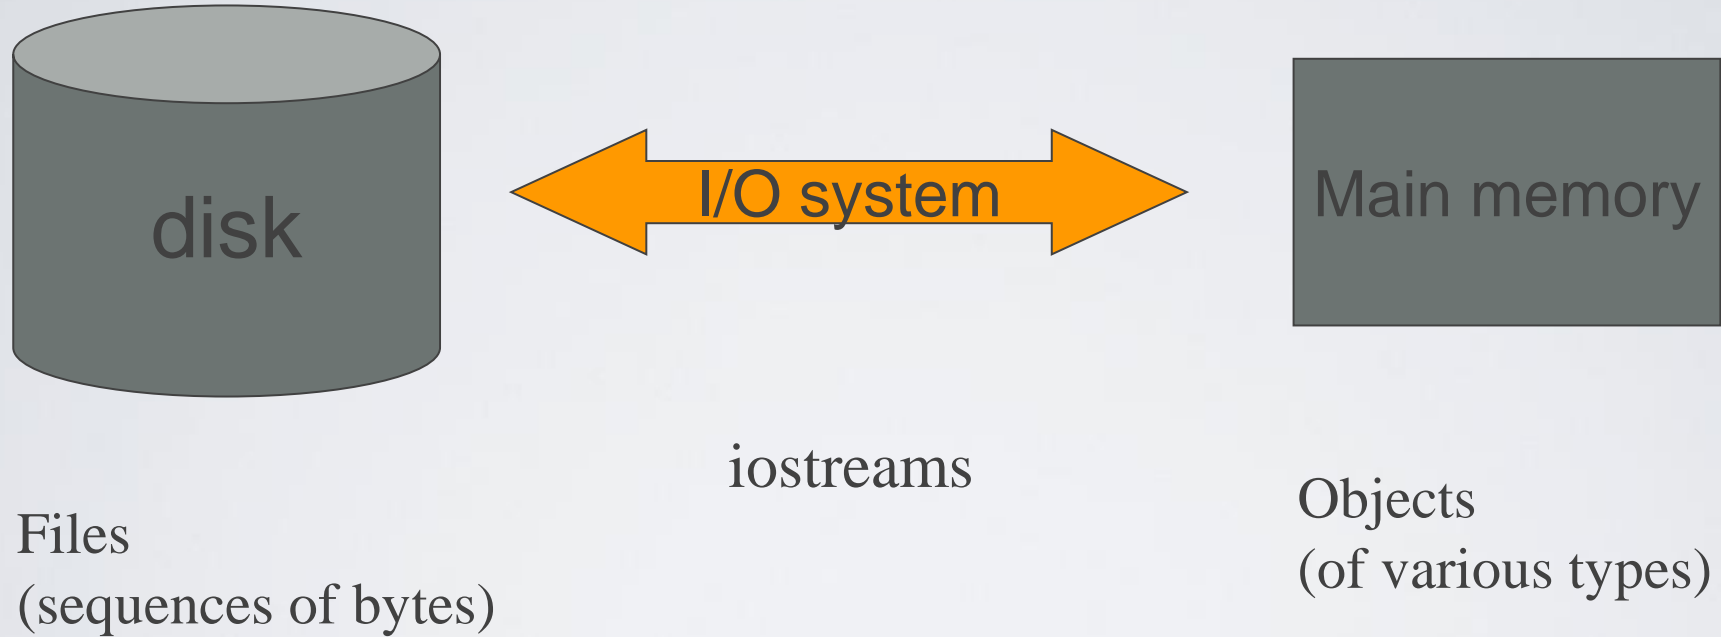 disk
I/O system
Main memory
iostreams
Files
(sequences of bytes)
Objects
(of various types)